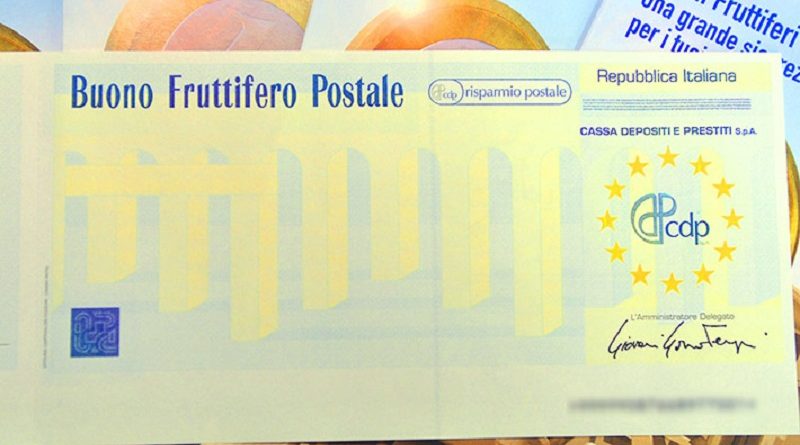 Fruttiferi
una grande
per i tuoi
Buono Fruttifero Postale
cdp risparmio postale
Repubblica Italiana
CASSA DEPOSITI E PRESTITI S.p.A.
cdp
L'Amministratore Delegato